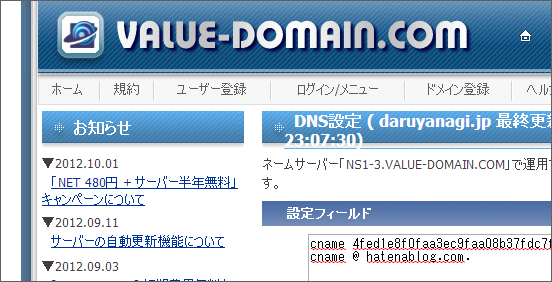 VALUE-DOMAIN.COM
ホーム 規約 ユーザー登録 ログイン/メニュー ドメイン登録 ヘル
お知らせ
DNS設定 ( daruyanagi.jp 最終更新
23:07:30)
▼2012.10.01
「NET 480円 +サーバー半年無料」
キャンペーンについて
▼2012.09.11
サーバーの自動更新機能について
▼2012.09.03
ネームサーバー「NS1-3.VALUE-DOMAIN.COM」で運用
す。
設定フィールド
cname 4fed1e8f0faa3ec9faa08b37fdc7f
cname @ hatenablog.com.